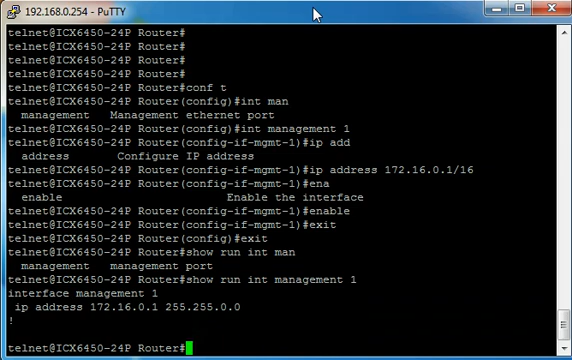 192.168.0.254 - PuTTY
telnet@ICX6450-24P Router#
telnet@ICX6450-24P Router#
telnet@ICX6450-24P Router#
telnet@ICX6450-24P Router#
telnet@ICX6450-24P Router#conf t
telnet@ICX6450-24P Router(config)#int man
management Management ethernet port
telnet@ICX6450-24P Router(config)#int management 1
telnet@ICX6450-24P Router(config-if-mgmt-1)#ip add
address Configure IP address
telnet@ICX6450-24P Router(config-if-mgmt-1)#ip address 172.16.0.1/16
telnet@ICX6450-24P Router(config-if-mgmt-1)#ena
enable Enable the interface
telnet@ICX6450-24P Router(config-if-mgmt-1)#enable
telnet@ICX6450-24P Router(config-if-mgmt-1)#exit
telnet@ICX6450-24P Router(config)#exit
telnet@ICX6450-24P Router#show run int man
management management port
telnet@ICX6450-24P Router#show run int management 1
interface management 1
ip address 172.16.0.1 255.255.0.0
!
telnet@ICX6450-24P Router#